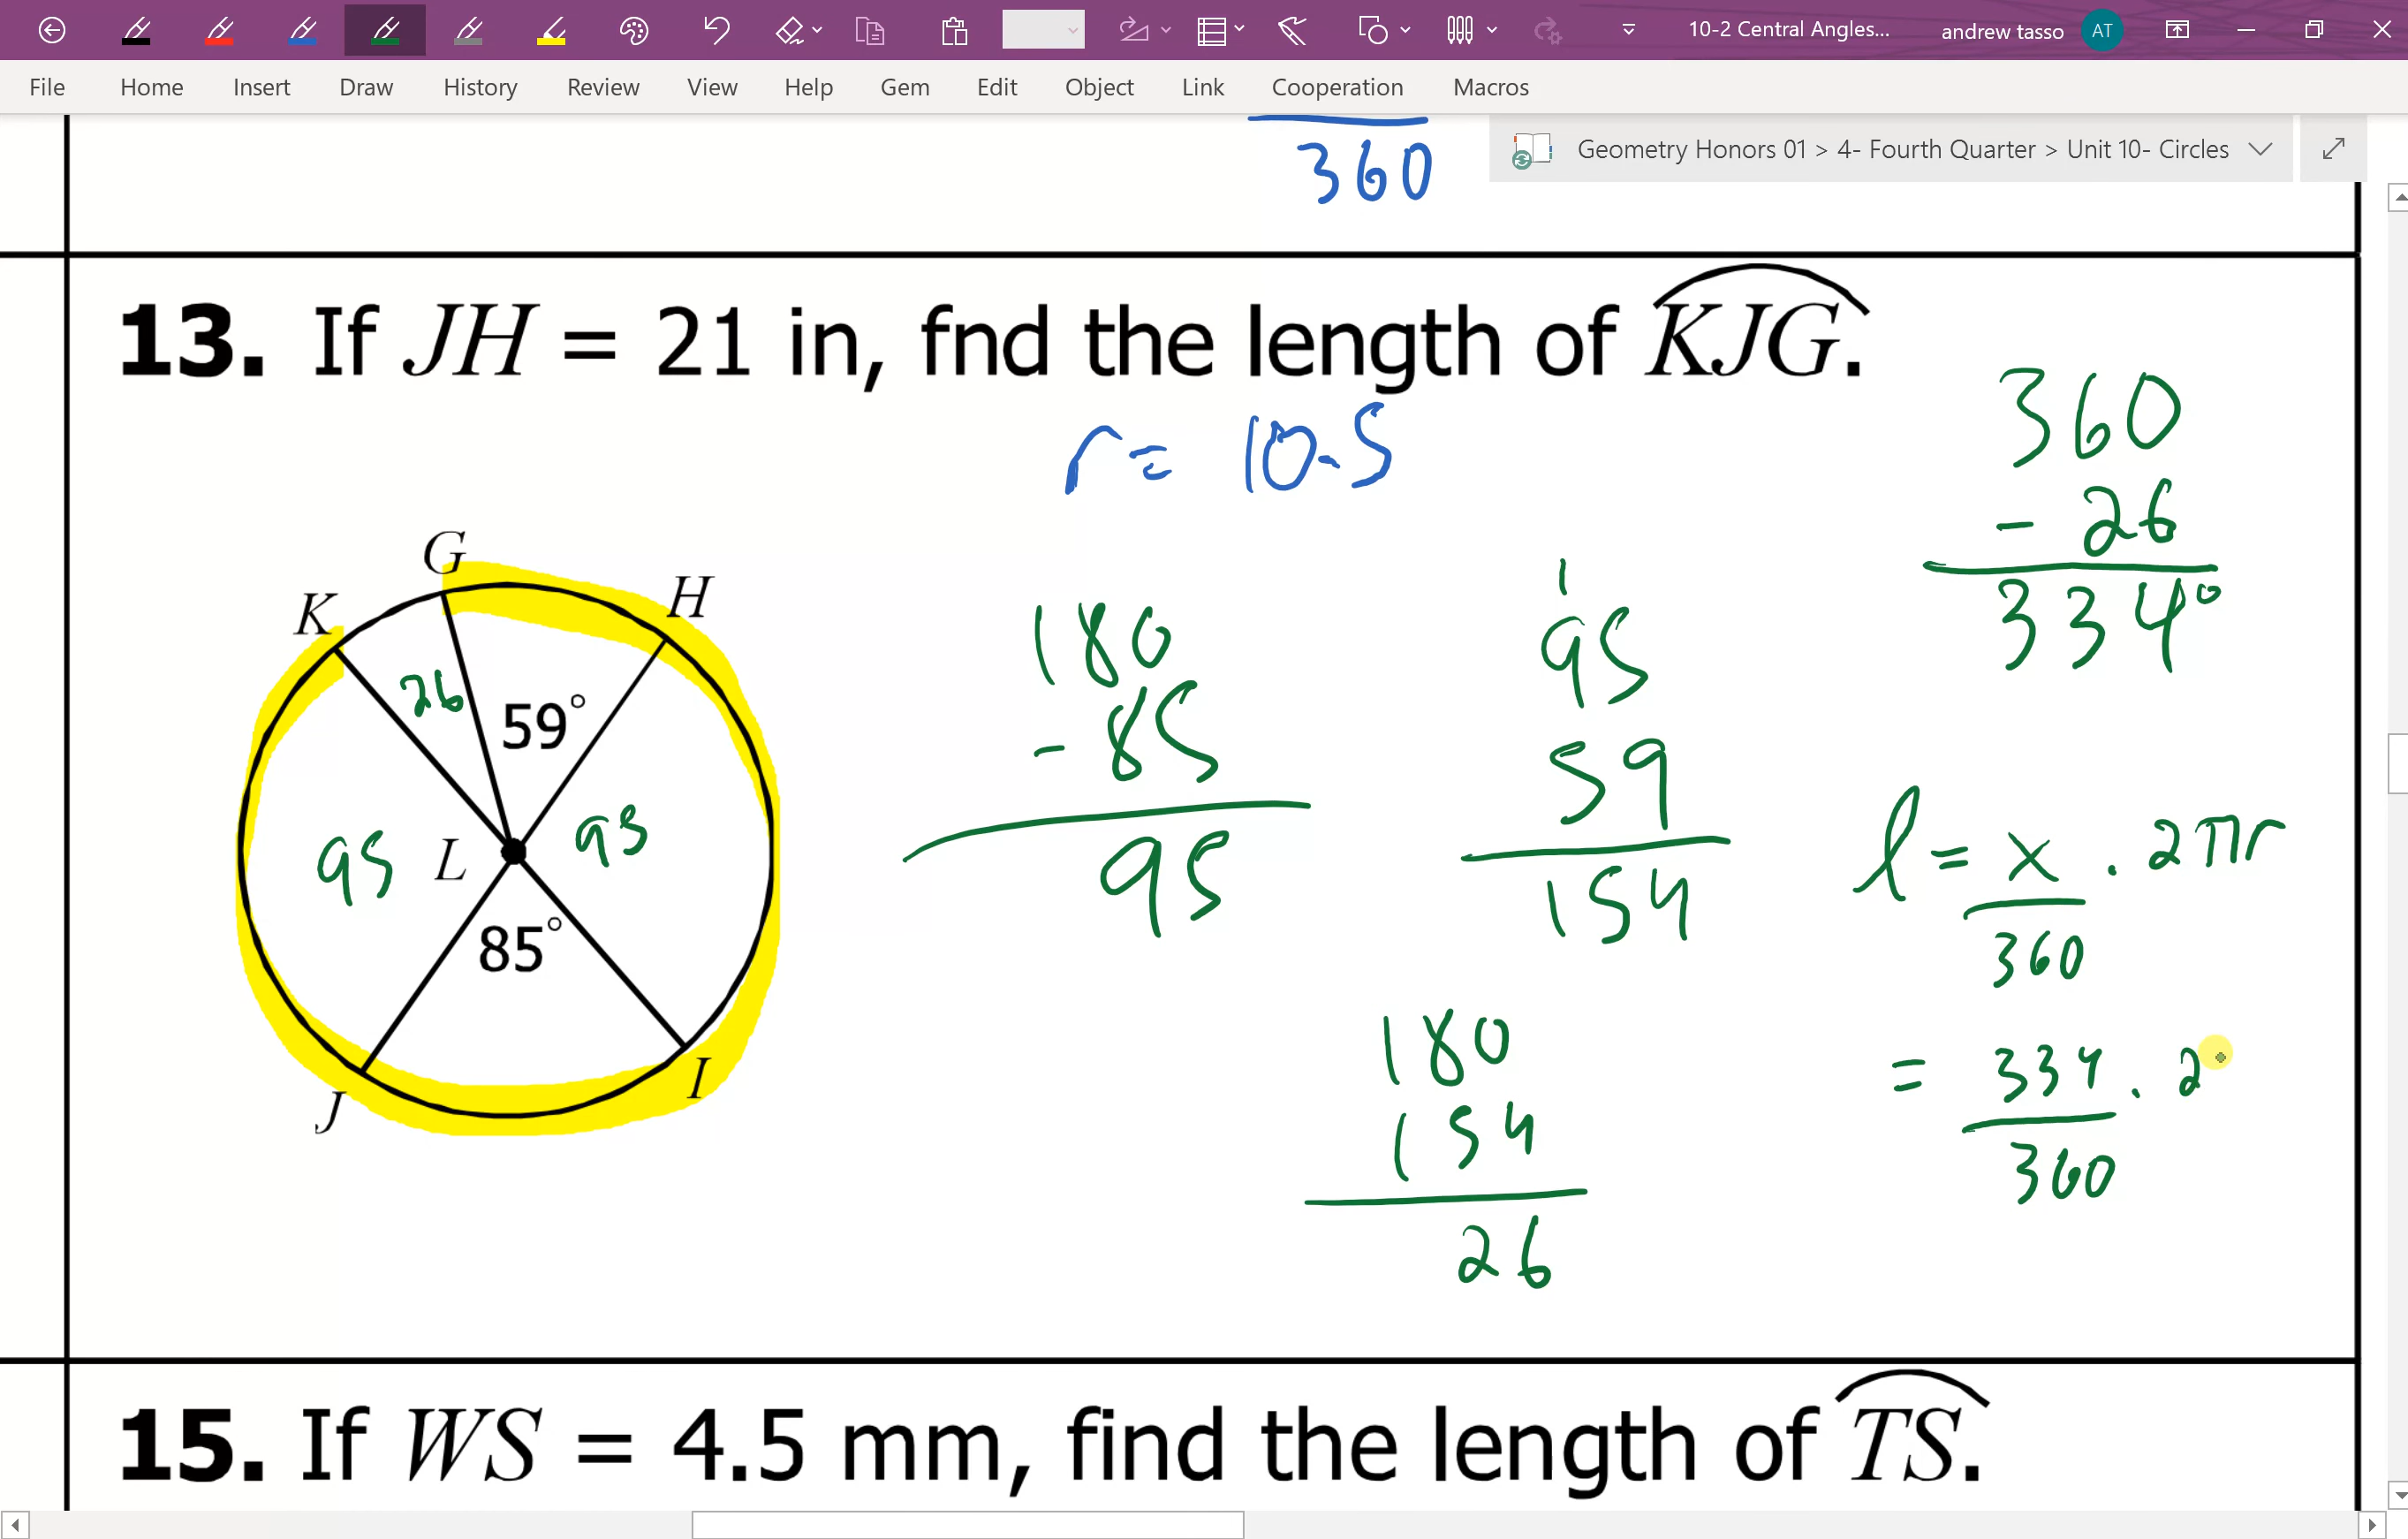 10-2 Central Angles...
andrew tasso
AT
File Home Insert Draw History Review View Help Gem Edit Object Link Cooperation Macros
Geometry Honors 01 > 4- Fourth Quarter > Unit 10- Circles
360
13. If JH = 21 in, fnd the length of KJG.
r = 10.5
360
- 26
334°
G
H
K
26
59°
95
L
95
85°
J
I
180
- 85
95
1
95
59
154
180
154
26
l = x/360 . 2πr
= 334/360 . 2
15. If WS = 4.5 mm, find the length of TS.